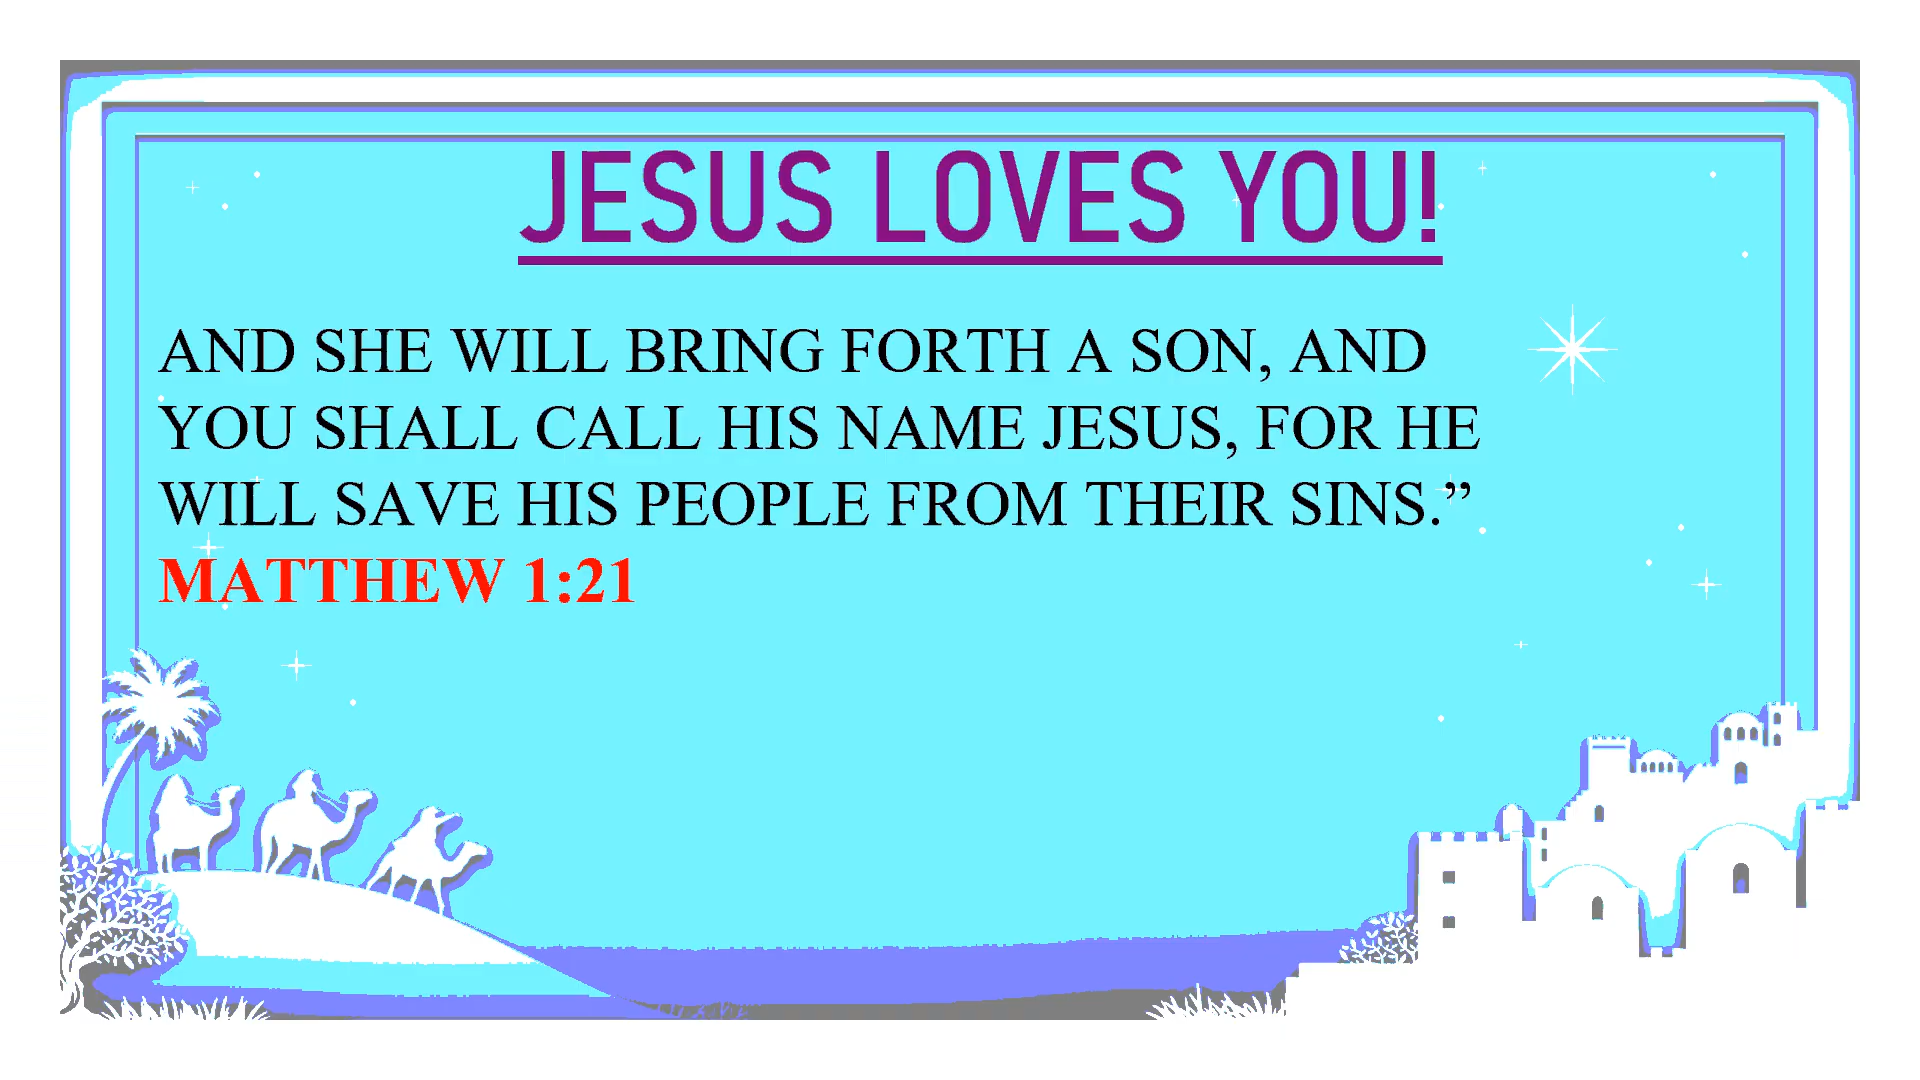 JESUS LOVES YOU!
AND SHE WILL BRING FORTH A SON, AND
YOU SHALL CALL HIS NAME JESUS, FOR HE
WILL SAVE HIS PEOPLE FROM THEIR SINS.”
MATTHEW 1:21